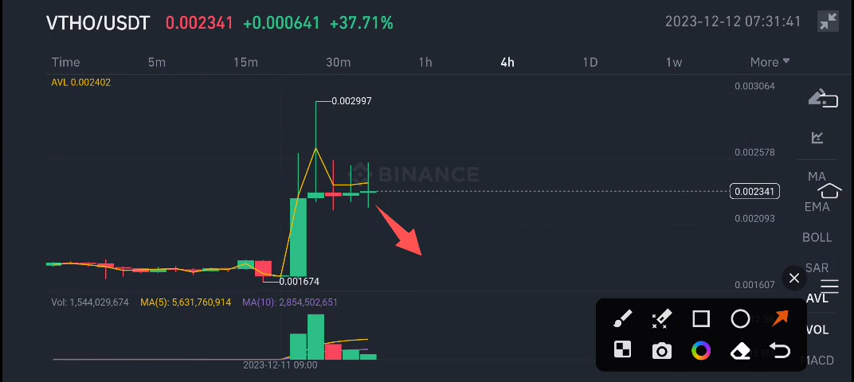 VTHO/USDT 0.002341 +0.000641 +37.71% 2023-12-12 07:31:41
Time 5m 15m 30m 1h 4h 1D 1w More
AVL 0.002402
0.003064
0.002997
0.002578
BINANCE
MA
0.002341
EMA
0.002093
BOLL
SAR
0.001674
0.001607
AVL
Vol: 1,544,029,674 MA(5): 5,631,760,914 MA(10): 2,854,502,651
VOL
MACD
2023-12-11 09:00